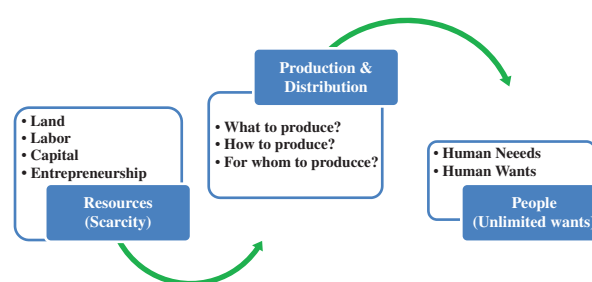 • Land
• Labor
• Capital
• Entrepreneurship
Resources
(Scarcity)
Production &
Distribution
• What to produce?
• How to produce?
• For whom to producce?
• Human Neeeds
• Human Wants
People
(Unlimited wants)